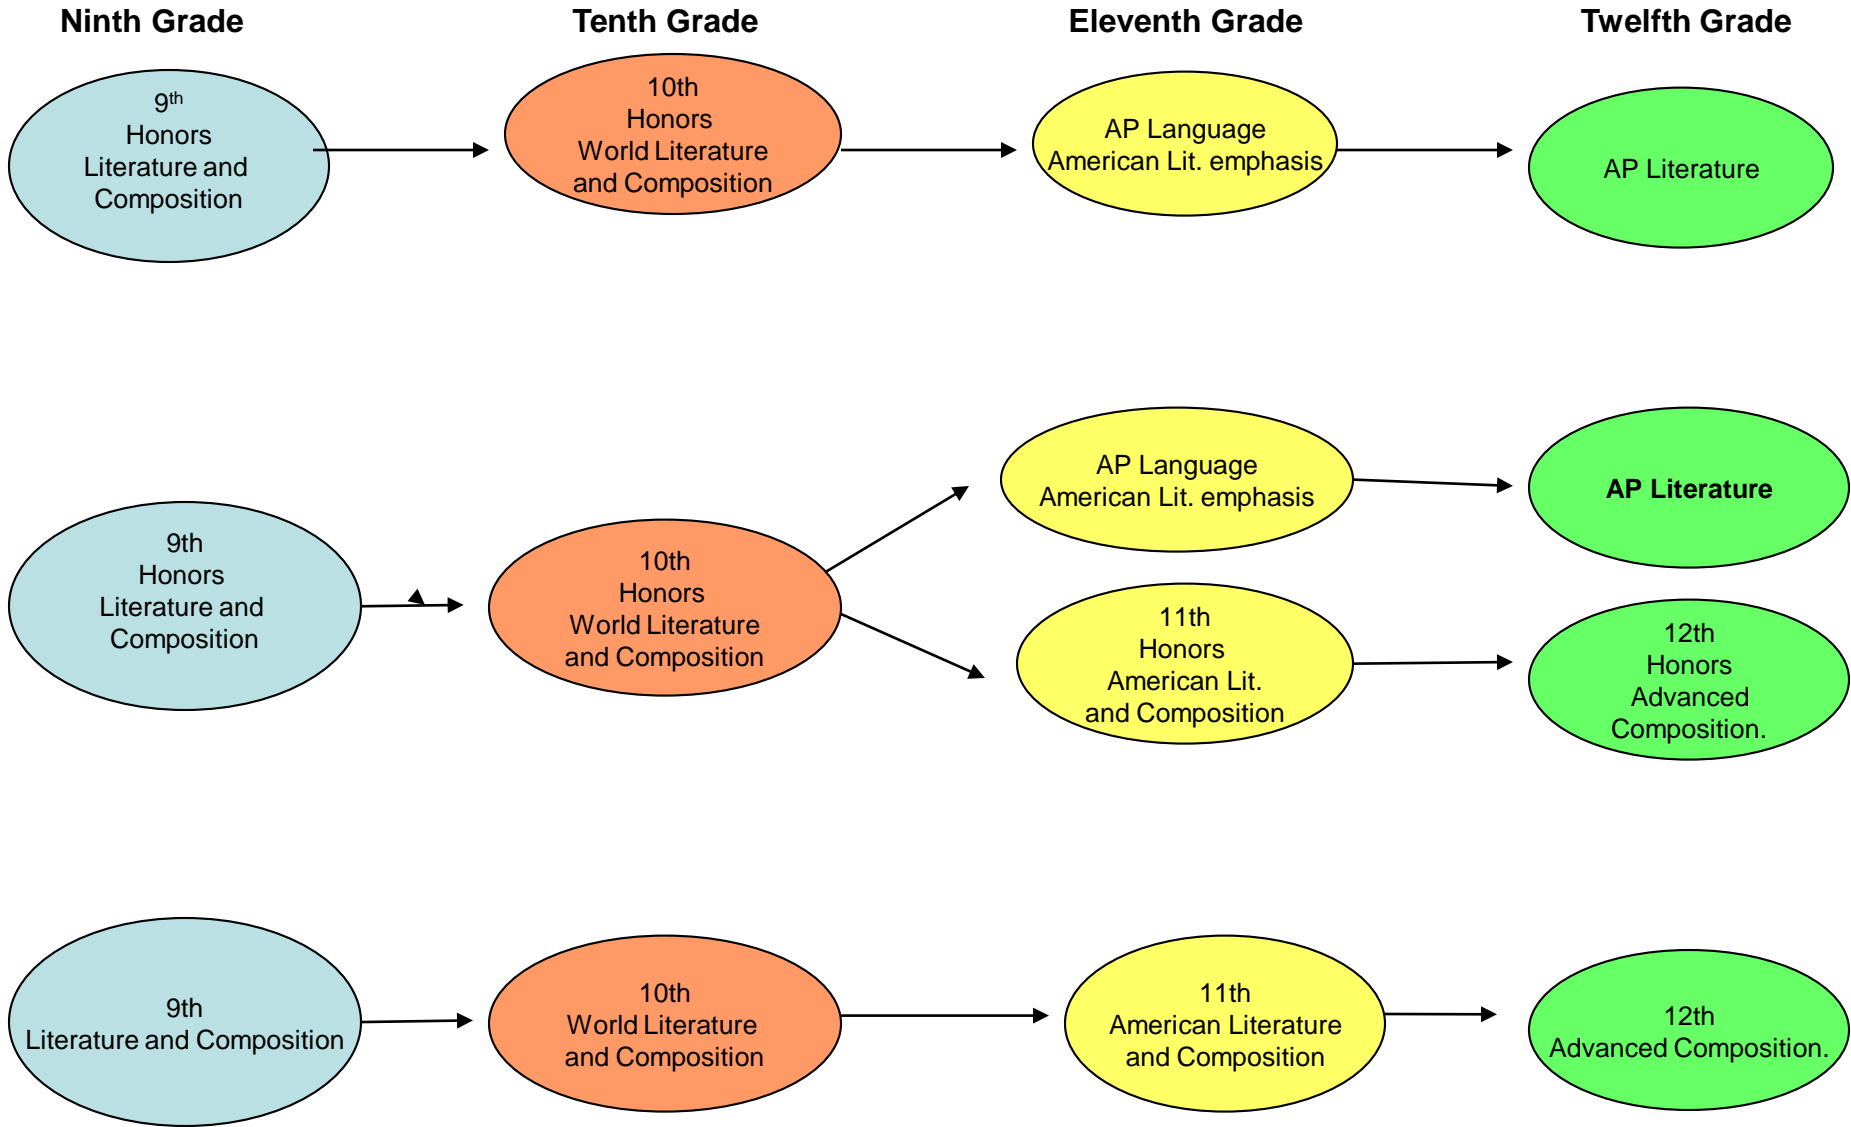 Ninth Grade
Tenth Grade
Eleventh Grade
Twelfth Grade
9th
Honors
Literature and
Composition
10th
Honors
World Literature
and Composition
AP Language
American Lit. emphasis
AP Literature
9th
Honors
Literature and
Composition
10th
Honors
World Literature
and Composition
AP Language
American Lit. emphasis
AP Literature
11th
Honors
American Lit.
and Composition
12th
Honors
Advanced
Composition.
9th
Literature and Composition
10th
World Literature
and Composition
11th
American Literature
and Composition
12th
Advanced Composition.